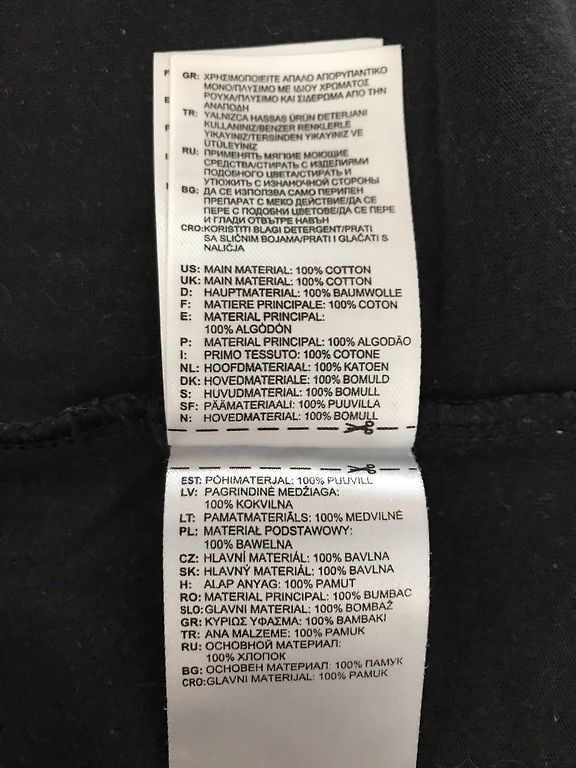 GR: ΧΡΗΣΙΜΟΠΟΙΕΙΤΕ ΑΠΑΛΟ ΑΠΟΡΥΠΑΝΤΙΚΟ
ΜΟΝΟ/ΠΛΥΣΙΜΟ ΜΕ ΙΔΙΟΥ ΧΡΩΜΑΤΟΣ
ΡΟΥΧΑ/ΠΛΥΣΙΜΟ ΚΑΙ ΣΙΔΕΡΩΜΑ ΑΠΟ ΤΗΝ
ΑΝΑΠΟΔΗ
TR: YALNIZCA HASSAS ÜRÜN DETERJANI
KULLANINIZ/BENZER RENKLERLE
YIKAYINIZ/TERSİNDEN YIKAYINIZ VE
ÜTÜLEYİNİZ
RU: ПРИМЕНЯТЬ МЯГКИЕ МОЮЩИЕ
СРЕДСТВА/СТИРАТЬ С ИЗДЕЛИЯМИ
ПОДОБНОГО ЦВЕТА/СТИРАТЬ И
УТЮЖИТЬ С ИЗНАНОЧНОЙ СТОРОНЫ
BG: ДА СЕ ИЗПОЛЗВА САМО ПЕРИЛЕН
ПРЕПАРАТ С МЕКО ДЕЙСТВИЕ/ДА СЕ
ПЕРЕ С ПОДОБНИ ЦВЕТОВЕ/ДА СЕ ПЕРЕ
И ГЛАДИ ОТВЪТРЕ НАВЪН
CRO:KORISTITI BLAGI DETERGENT/PRATI
SA SLIČNIM BOJAMA/PRATI I GLAČATI S
NALIČJA
US: MAIN MATERIAL: 100% COTTON
UK: MAIN MATERIAL: 100% COTTON
D: HAUPTMATERIAL: 100% BAUMWOLLE
F: MATIERE PRINCIPALE: 100% COTON
E: MATERIAL PRINCIPAL:
100% ALGODÓN
P: MATERIAL PRINCIPAL: 100% ALGODÃO
I: PRIMO TESSUTO: 100% COTONE
NL: HOOFDMATERIAAL: 100% KATOEN
DK: HOVEDMATERIALE: 100% BOMULD
S: HUVUDMATERIAL: 100% BOMULL
SF: PÄÄMATERIAALI: 100% PUUVILLA
N: HOVEDMATERIAL: 100% BOMULL
EST: PÕHIMATERJAL: 100% PUUVILL
LV: PAGRINDINĖ MEDŽIAGA:
100% KOKVILNA
LT: PAMATMATERIĀLS: 100% MEDVILNĖ
PL: MATERIAŁ PODSTAWOWY:
100% BAWELNA
CZ: HLAVNÍ MATERIÁL: 100% BAVLNA
SK: HLAVNÝ MATERIÁL: 100% BAVLNA
H: ALAP ANYAG: 100% PAMUT
RO: MATERIAL PRINCIPAL: 100% BUMBAC
SLO:GLAVNI MATERIAL: 100% BOMBAŽ
GR: ΚΥΡΙΩΣ ΥΦΑΣΜΑ: 100% ΒΑΜΒΑΚΙ
TR: ANA MALZEME: 100% PAMUK
RU: ОСНОВНОЙ МАТЕРИАЛ:
100% ХЛОПОК
BG: ОСНОВЕН МАТЕРИАЛ: 100% ПАМУК
CRO:GLAVNI MATERIJAL: 100% PAMUK